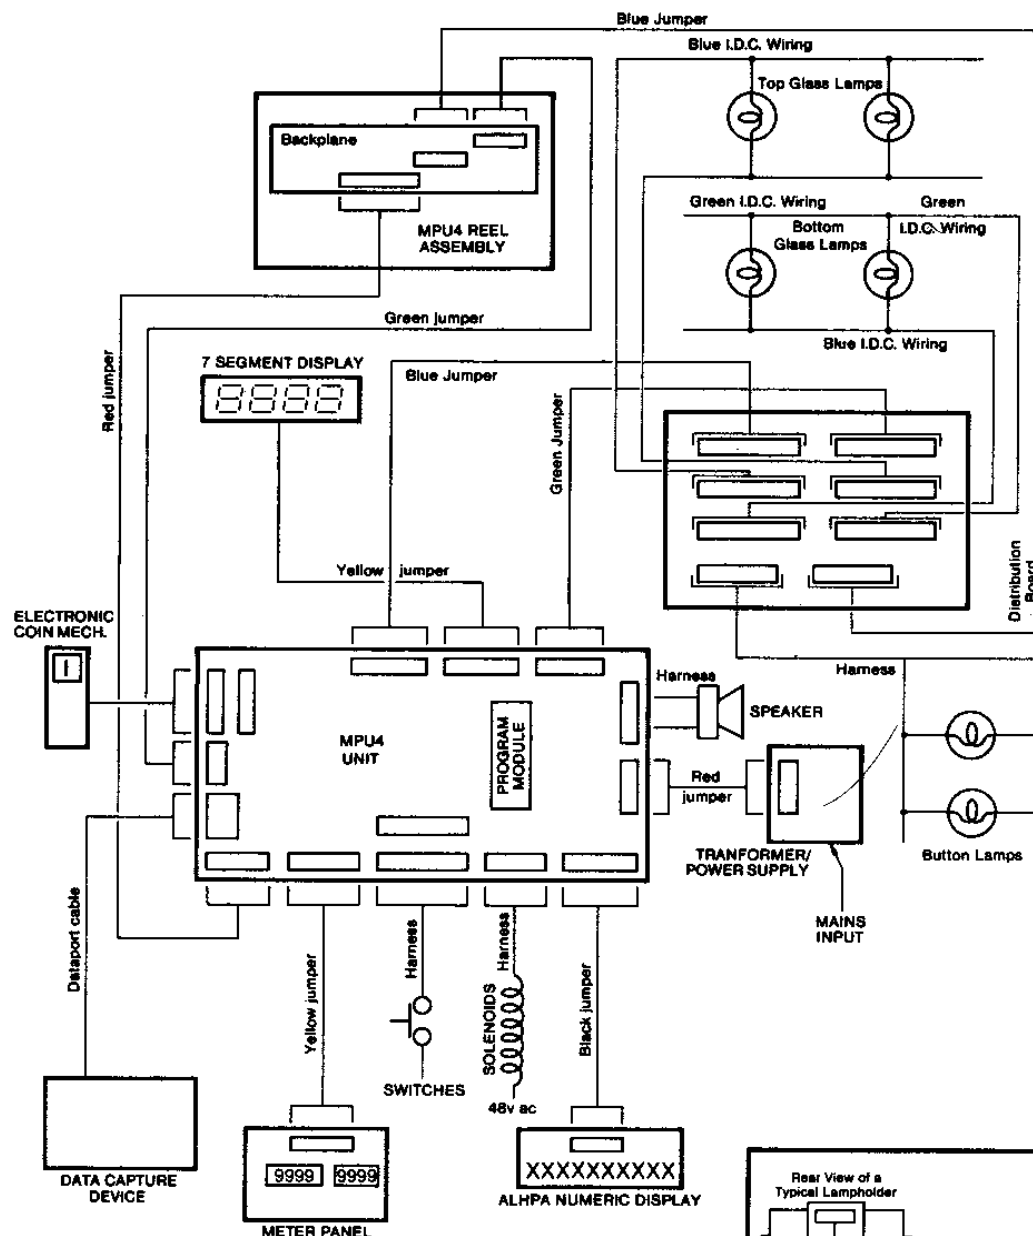 Blue Jumper
Blue I.D.C. Wiring
Top Glass Lamps
Backplane
MPU4 REEL
ASSEMBLY
Green I.D.C. Wiring
Green
I.D.C. Wiring
Bottom
Glass Lamps
Green jumper
Blue I.D.C. Wiring
Red jumper
7 SEGMENT DISPLAY
8888
Blue Jumper
Green Jumper
Yellow jumper
Distribution
Board
ELECTRONIC
COIN MECH.
Harness
Harness
MPU4
UNIT
PROGRAM
MODULE
SPEAKER
Red
jumper
TRANFORMER/
POWER SUPPLY
Button Lamps
MAINS
INPUT
Dataport cable
Yellow jumper
Harness
Harness
SOLENOIDS
Black jumper
SWITCHES
48v ac
DATA CAPTURE
DEVICE
9999 9999
METER PANEL
XXXXXXXXXX
ALHPA NUMERIC DISPLAY
Rear View of a
Typical Lampholder